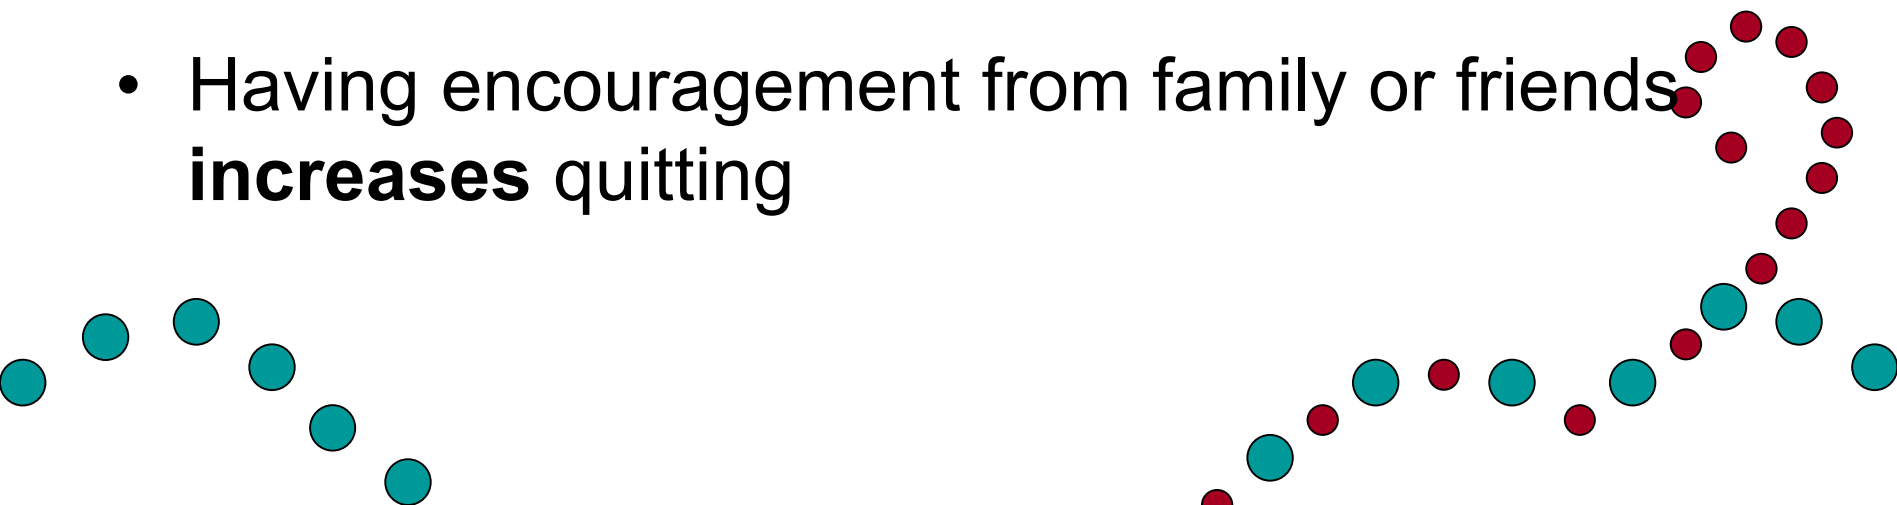 • Having encouragement from family or friends
increases quitting